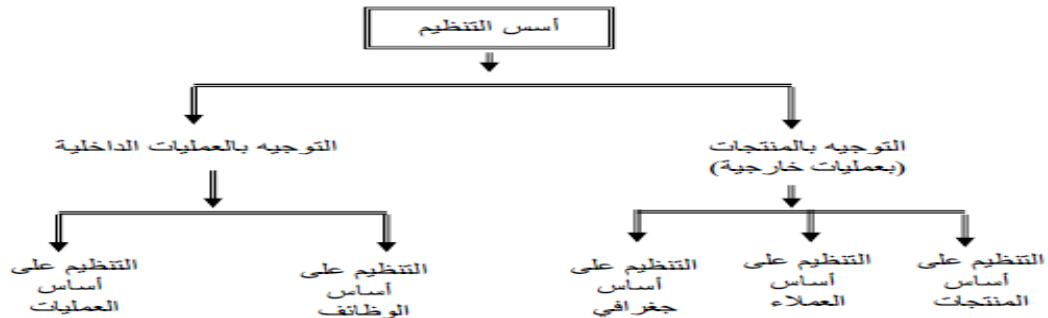 أسس التنظيم
التوجيه بالمنتجات
(بعمليات خارجية)
التوجيه بالعمليات الداخلية
التنظيم على
أساس
المنتجات
التنظيم على
أساس
العملاء
التنظيم على
أساس
جغرافي
التنظيم على
أساس
الوظائف
التنظيم على
أساس
العمليات